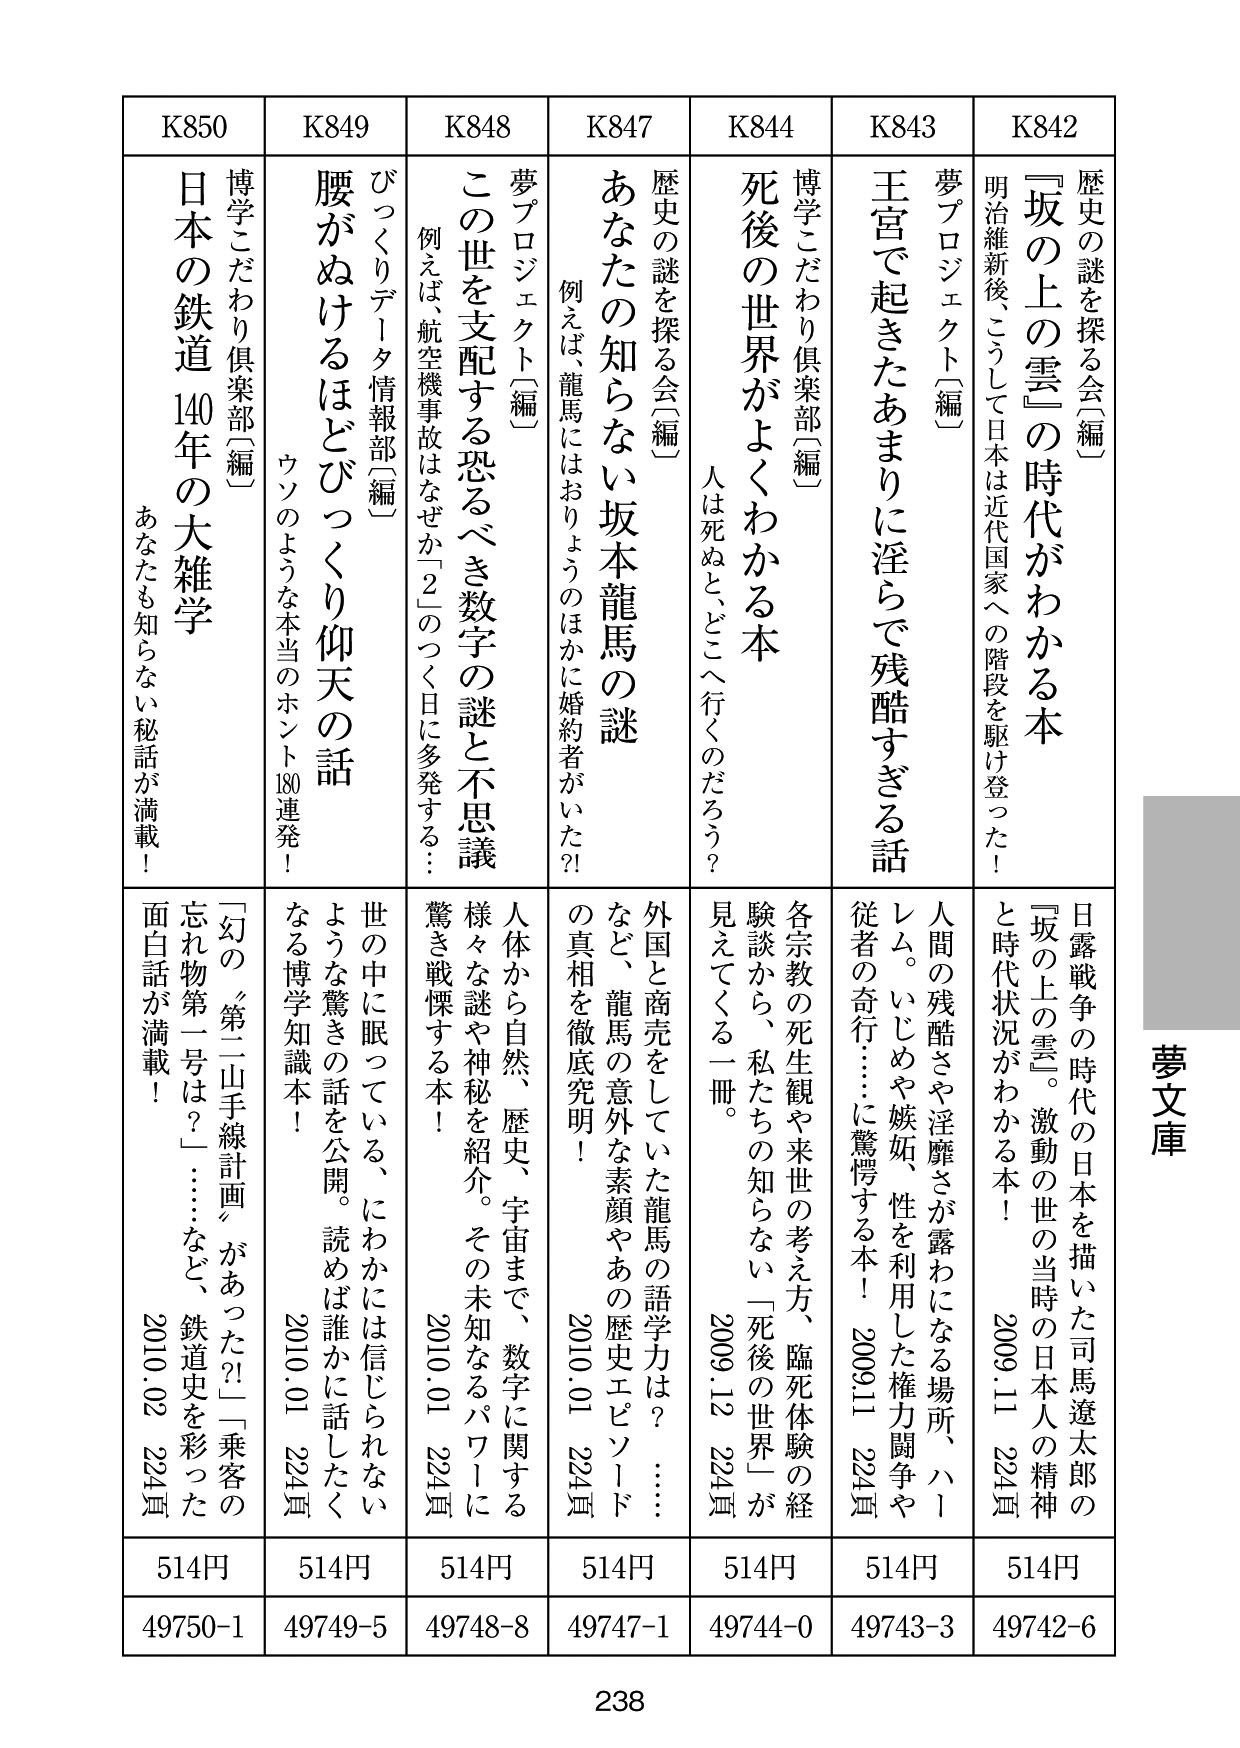 K842
歴史の謎を探る会〔編〕
『坂の上の雲』の時代がわかる本
明治維新後、こうして日本は近代国家への階段を駆け登った！
日露戦争の時代の日本を描いた司馬遼太郎の
『坂の上の雲』。激動の世の当時の日本人の精神
と時代状況がわかる本！ 2009.11 224頁
514円
49742-6
K843
夢プロジェクト〔編〕
王宮で起きたあまりに淫らで残酷すぎる話
人間の残酷さや淫靡さが露わになる場所、ハー
レム。いじめや嫉妬、性を利用した権力闘争や
従者の奇行……に驚愕する本！ 2009.11 224頁
514円
49743-3
K844
博学こだわり倶楽部〔編〕
死後の世界がよくわかる本
人は死ぬと、どこへ行くのだろう？
各宗教の死生観や来世の考え方、臨死体験の経
験談から、私たちの知らない「死後の世界」が
見えてくる一冊。 2009.12 224頁
514円
49744-0
K847
歴史の謎を探る会〔編〕
あなたの知らない坂本龍馬の謎
例えば、龍馬にはおりょうのほかに婚約者がいた?!
外国と商売をしていた龍馬の語学力は？……
など、龍馬の意外な素顔やあの歴史エピソード
の真相を徹底究明！ 2010.01 224頁
514円
49747-1
K848
夢プロジェクト〔編〕
この世を支配する恐るべき数字の謎と不思議
例えば、航空機事故はなぜか「2」のつく日に多発する…
人体から自然、歴史、宇宙まで、数字に関する
様々な謎や神秘を紹介。その未知なるパワーに
驚き戦慄する本！ 2010.01 224頁
514円
49748-8
K849
びっくりデータ情報部〔編〕
腰がぬけるほどびっくり仰天の話
ウソのような本当のホント180連発！
世の中に眠っている、にわかには信じられない
ような驚きの話を公開。読めば誰かに話したく
なる博学知識本！ 2010.01 224頁
514円
49749-5
K850
博学こだわり倶楽部〔編〕
日本の鉄道 140年の大雑学
あなたも知らない秘話が満載！
「幻の〝第二山手線計画〟があった?!」「乗客の
忘れ物第一号は？」……など、鉄道史を彩った
面白話が満載！ 2010.02 224頁
514円
49750-1
夢文庫
238